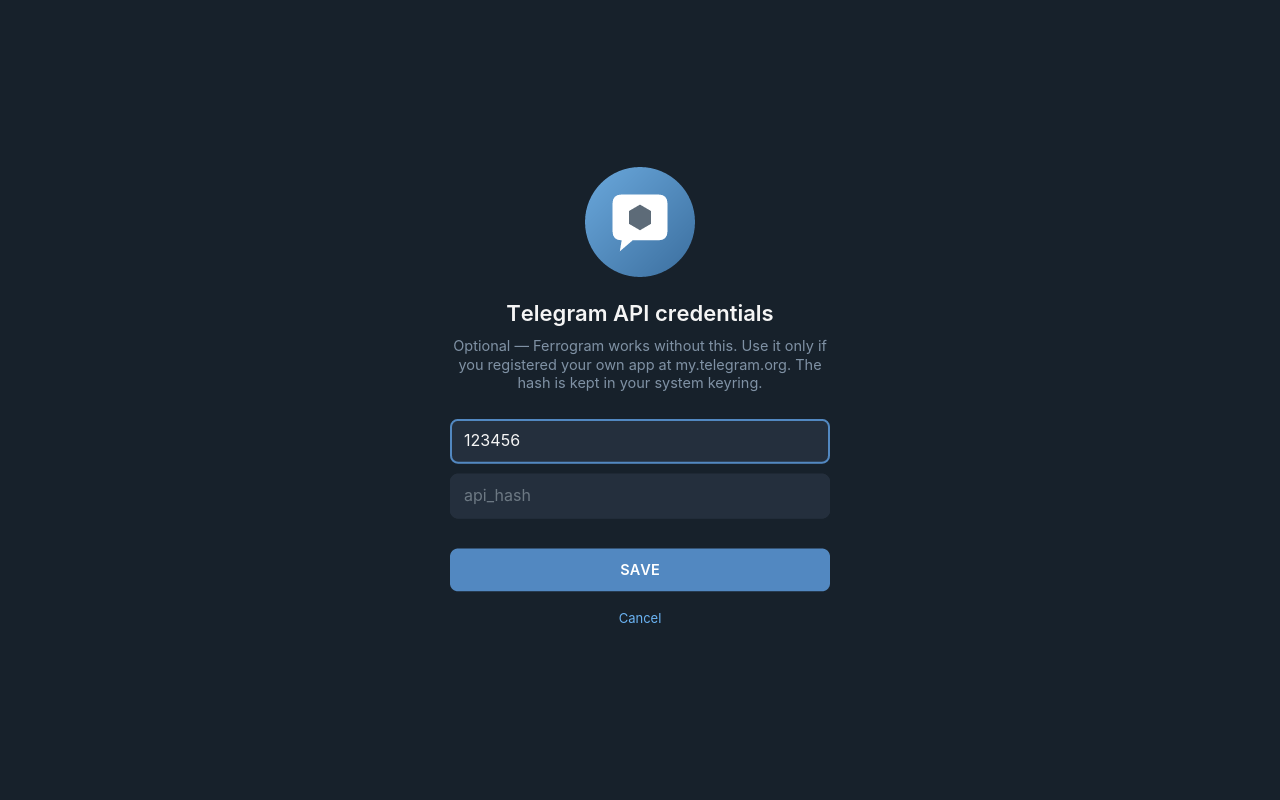 Telegram API credentials
Optional — Ferrogram works without this. Use it only if
you registered your own app at my.telegram.org. The
hash is kept in your system keyring.
123456
api_hash
SAVE
Cancel